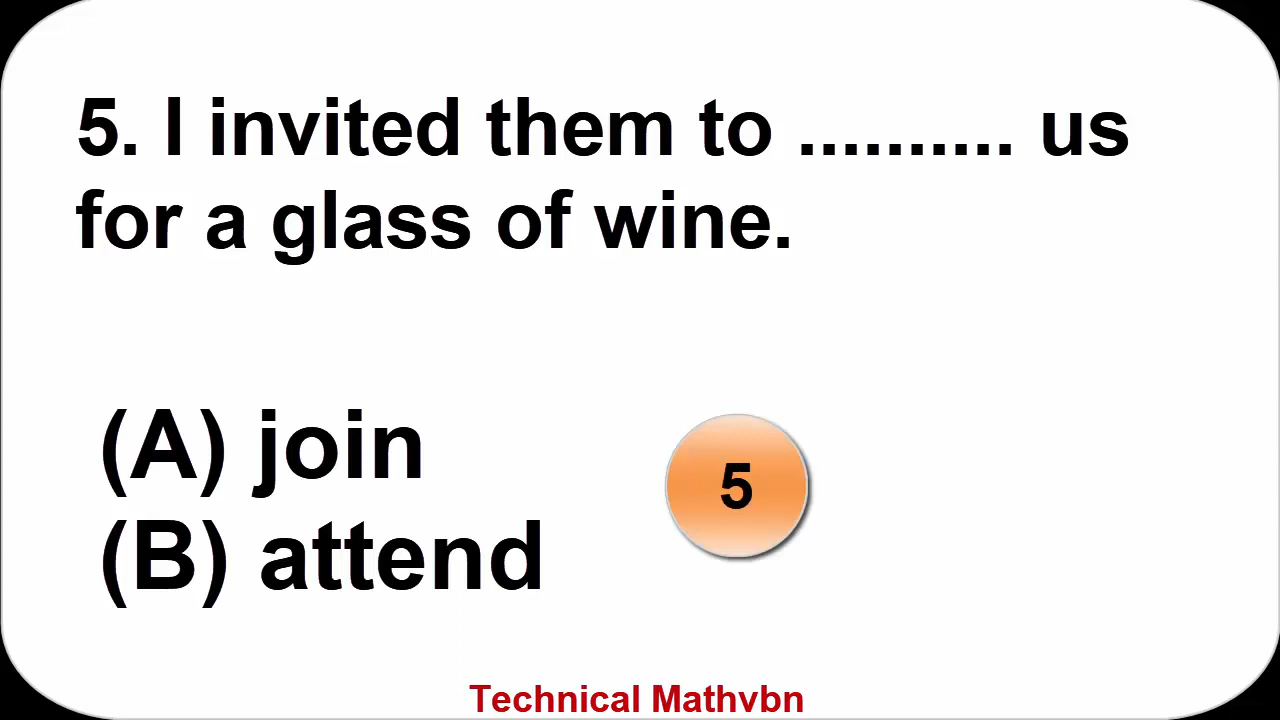 5. I invited them to .......... us
for a glass of wine.
(A) join
(B) attend
5
Technical Mathvbn